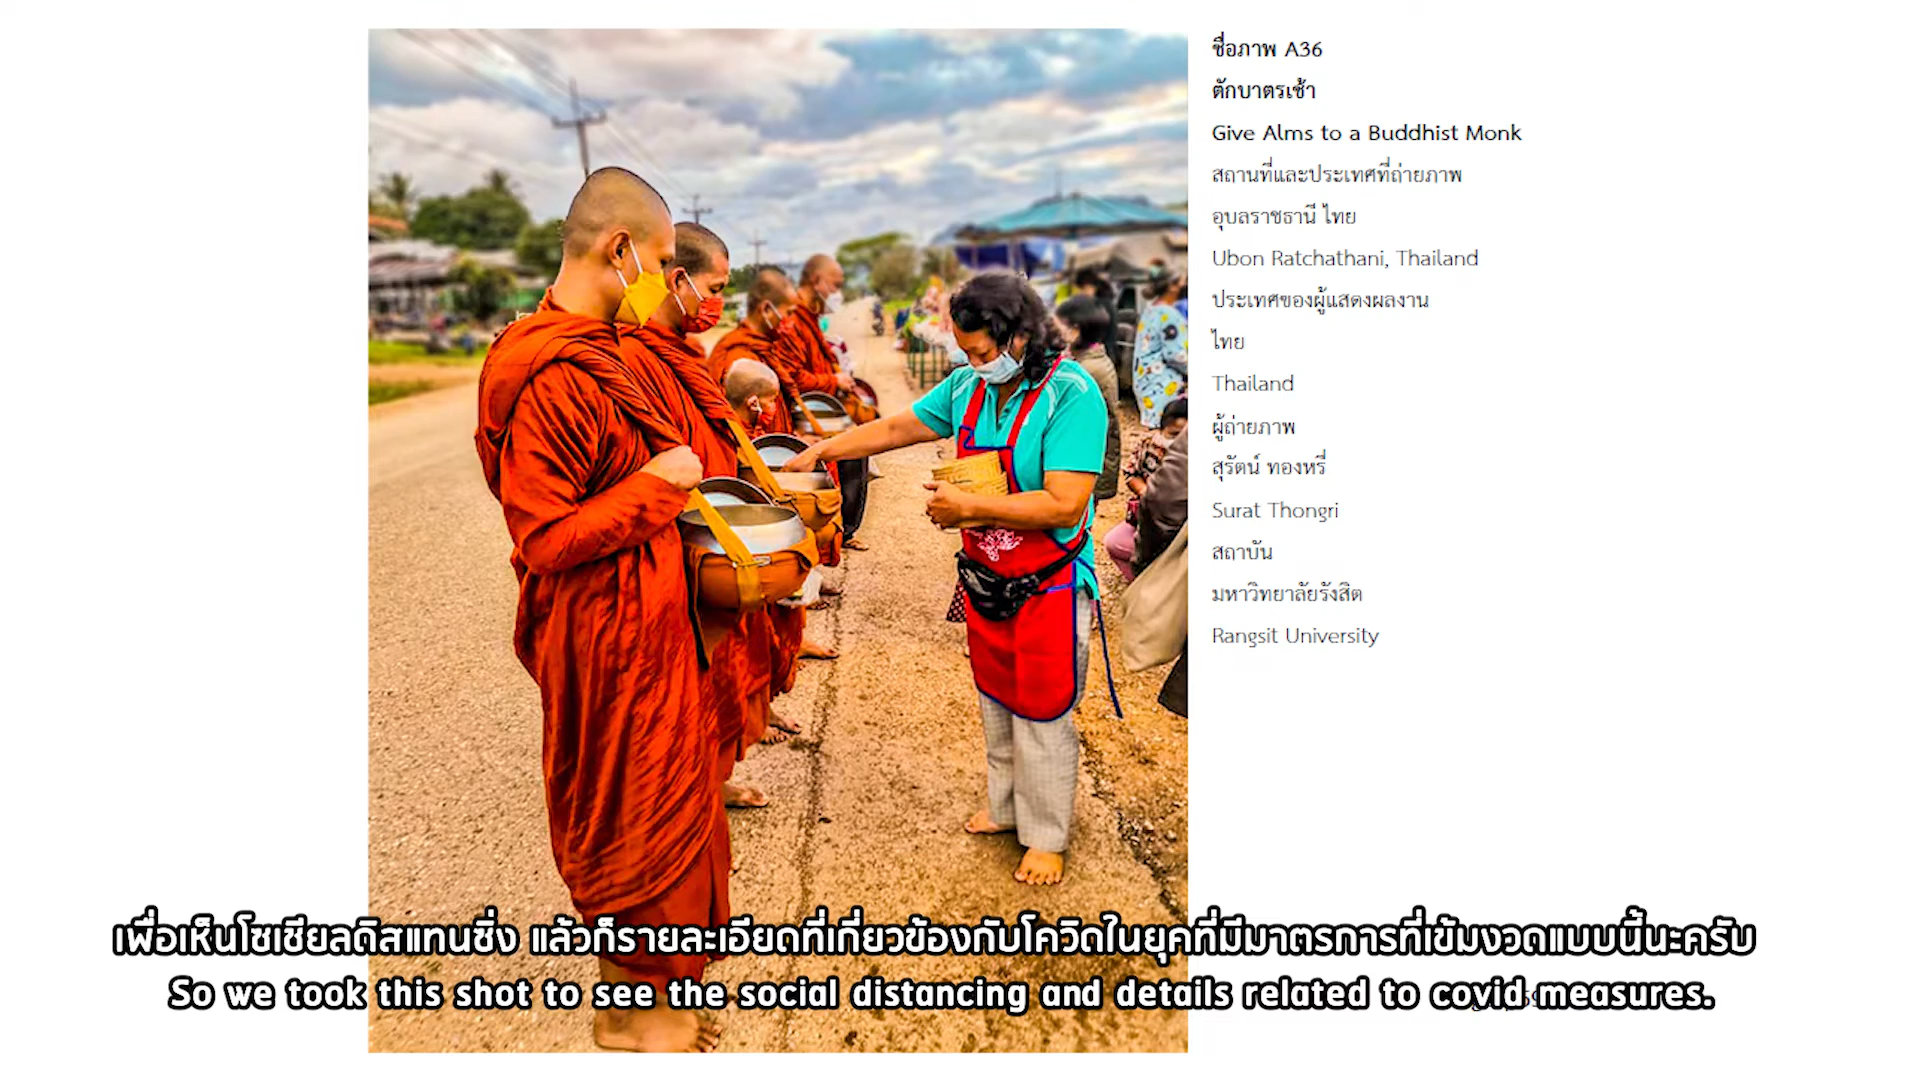 ชื่อภาพ A36
ตักบาตรเช้า
Give Alms to a Buddhist Monk
สถานที่และประเทศที่ถ่ายภาพ
อุบลราชธานี ไทย
Ubon Ratchathani, Thailand
ประเทศของผู้แสดงผลงาน
ไทย
Thailand
ผู้ถ่ายภาพ
สุรัตน์ ทองหรี่
Surat Thongri
สถาบัน
มหาวิทยาลัยรังสิต
Rangsit University
เพื่อเห็นโซเชียลดิสแทนซิ่ง แล้วก็รายละเอียดที่เกี่ยวข้องกับโควิดในยุคที่มีมาตรการที่เข้มงวดแบบนี้นะครับ
So we took this shot to see the social distancing and details related to covid measures.